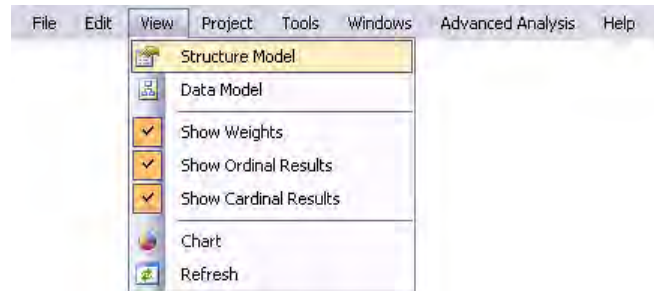 File Edit View Project Tools Windows Advanced Analysis Help
Structure Model
Data Model
Show Weights
Show Ordinal Results
Show Cardinal Results
Chart
Refresh